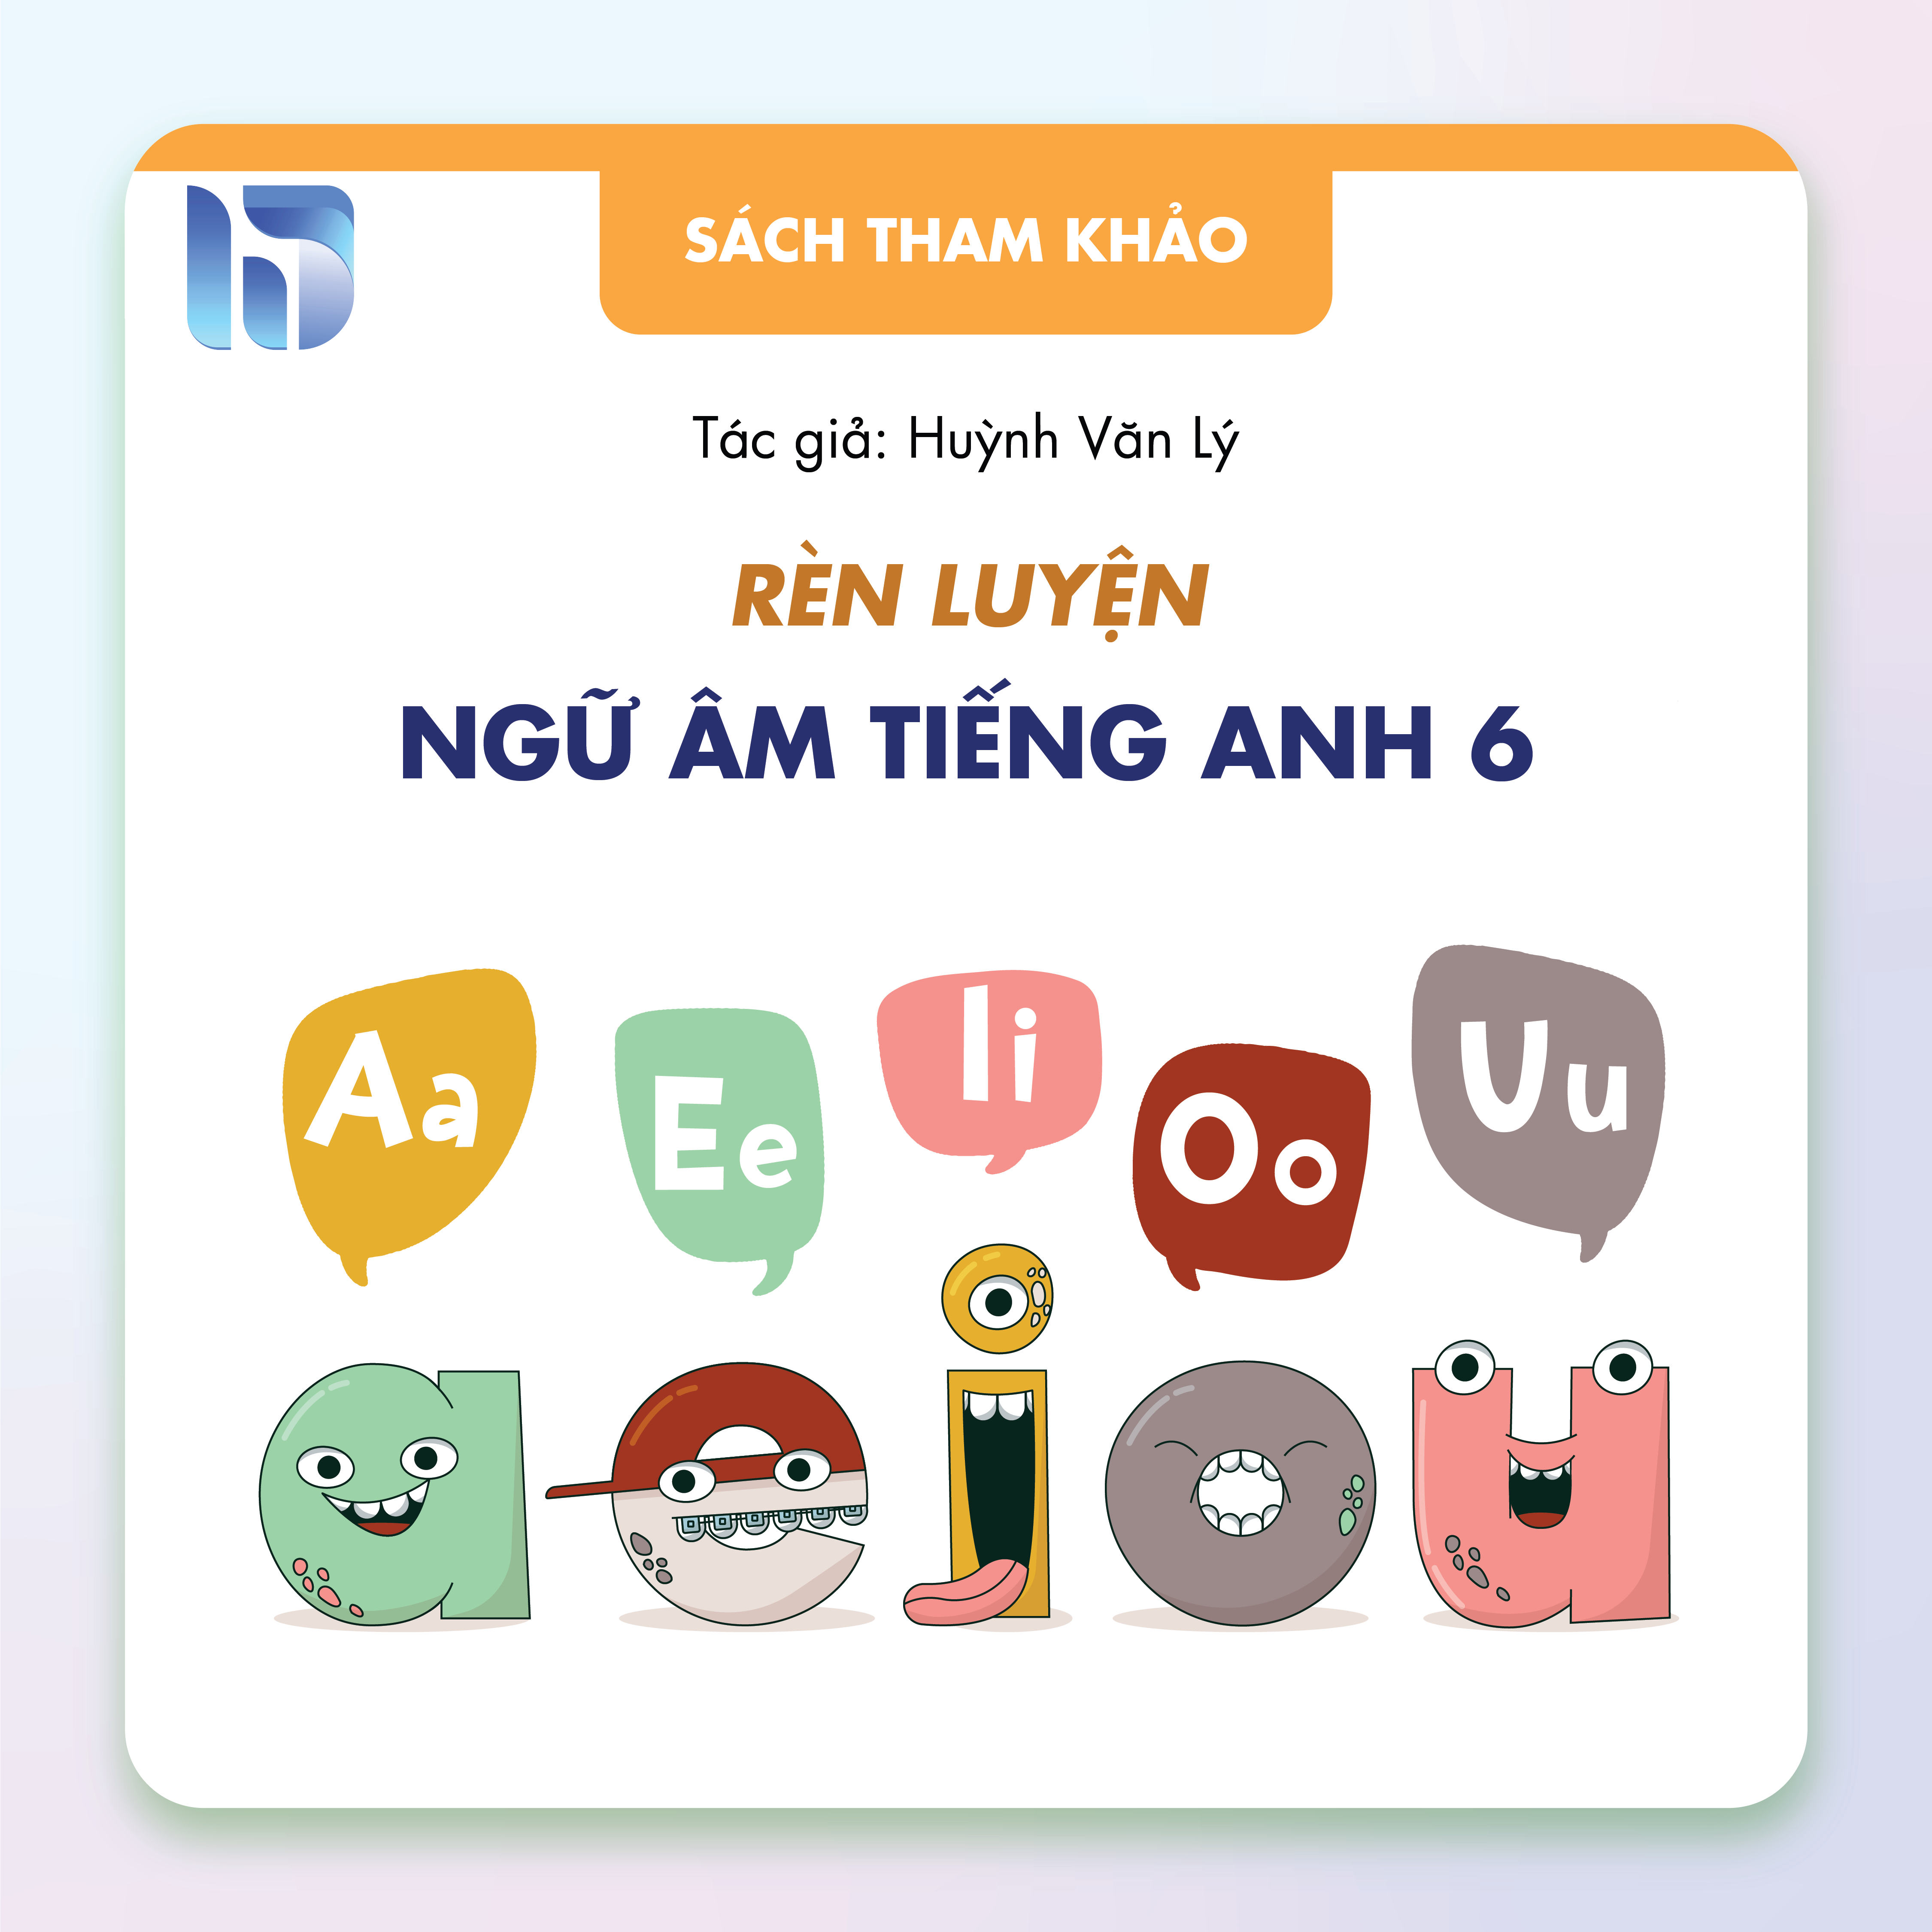 SÁCH THAM KHẢO
Tác giả: Huỳnh Văn Lý
RÈN LUYỆN
NGỮ ÂM TIẾNG ANH 6
Aa
Ee
Ii
Oo
Uu
a e i o u